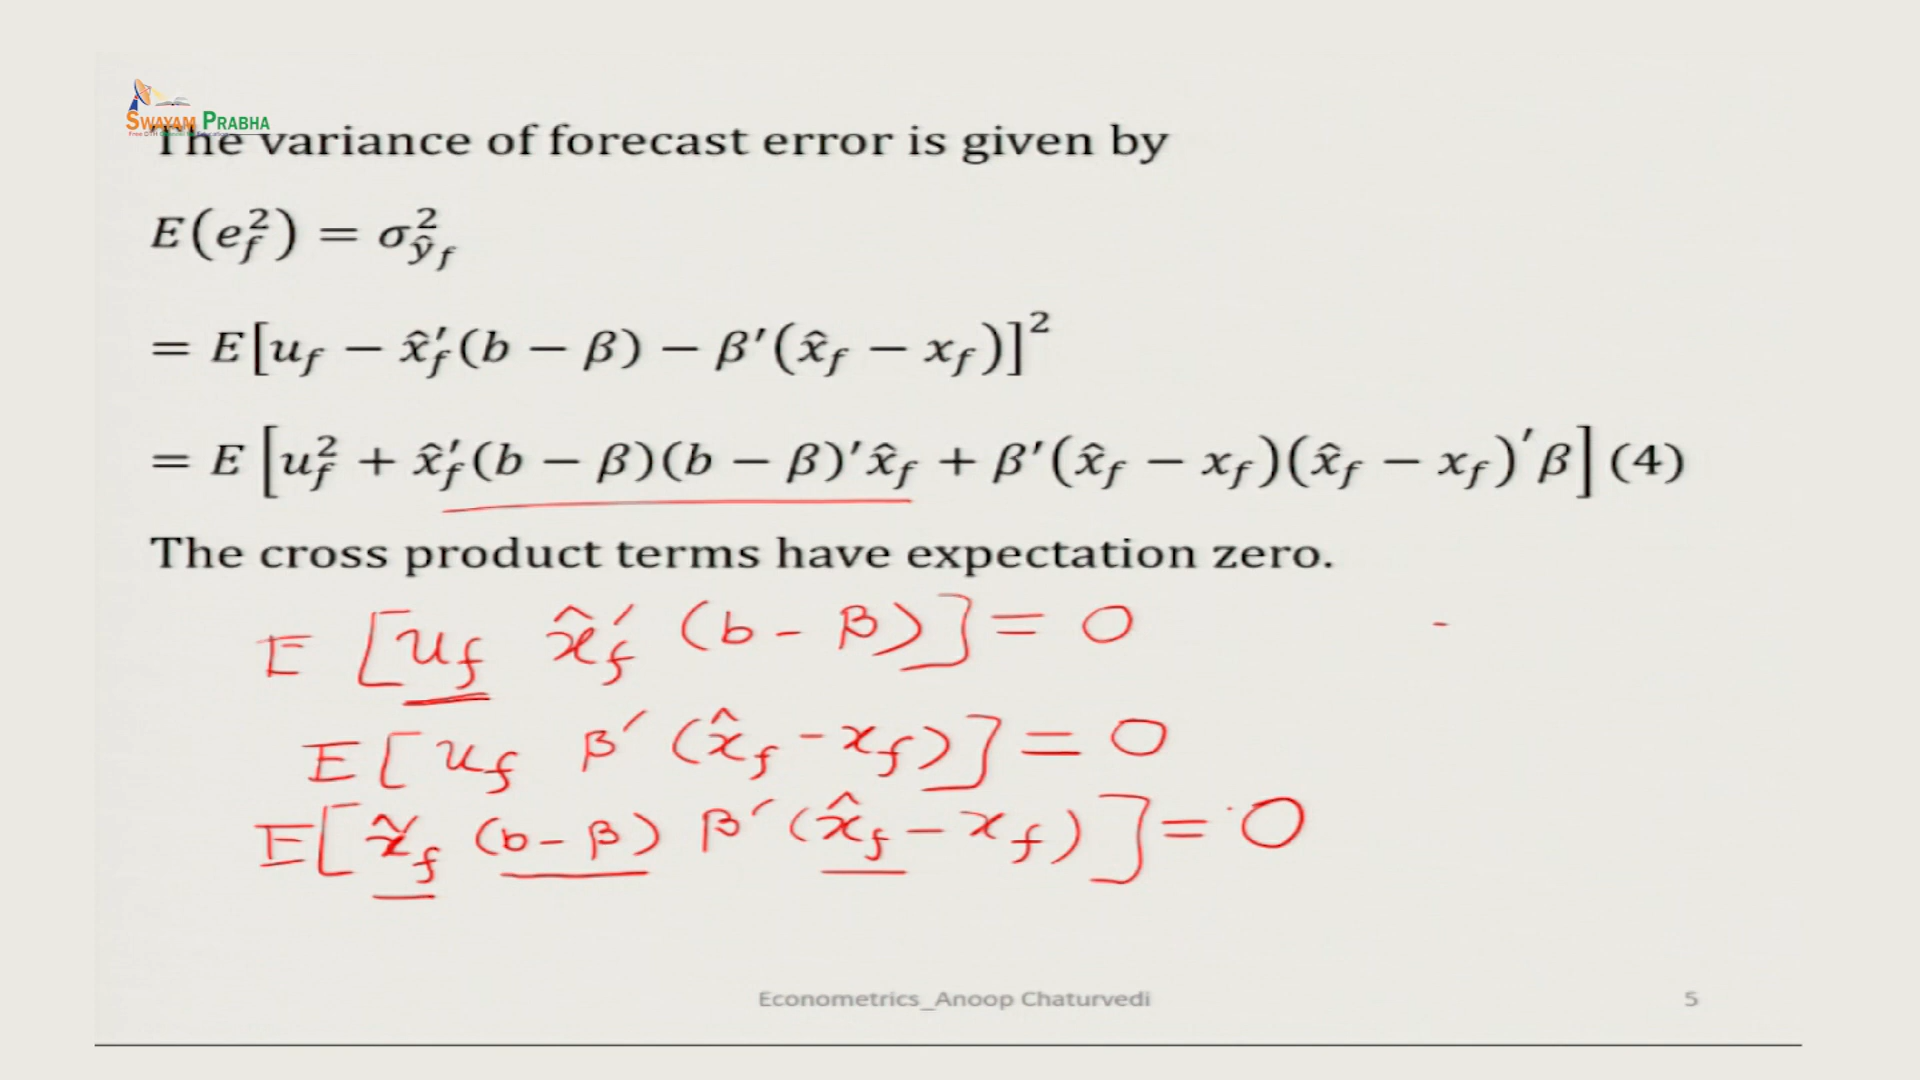 SWAYAM PRABHA
The variance of forecast error is given by
E(e_f^2) = σ_{ŷ_f}^2
= E[u_f − x̂_f′(b − β) − β′(x̂_f − x_f)]^2
= E[u_f^2 + x̂_f′(b − β)(b − β)′x̂_f + β′(x̂_f − x_f)(x̂_f − x_f)′β] (4)
The cross product terms have expectation zero.
E [u_f x̂_f′ (b − β)] = 0
E[u_f β′ (x̂_f − x_f)] = 0
E[x̂_f (b − β) β′(x̂_f − x_f)] = 0
Econometrics_Anoop Chaturvedi
5